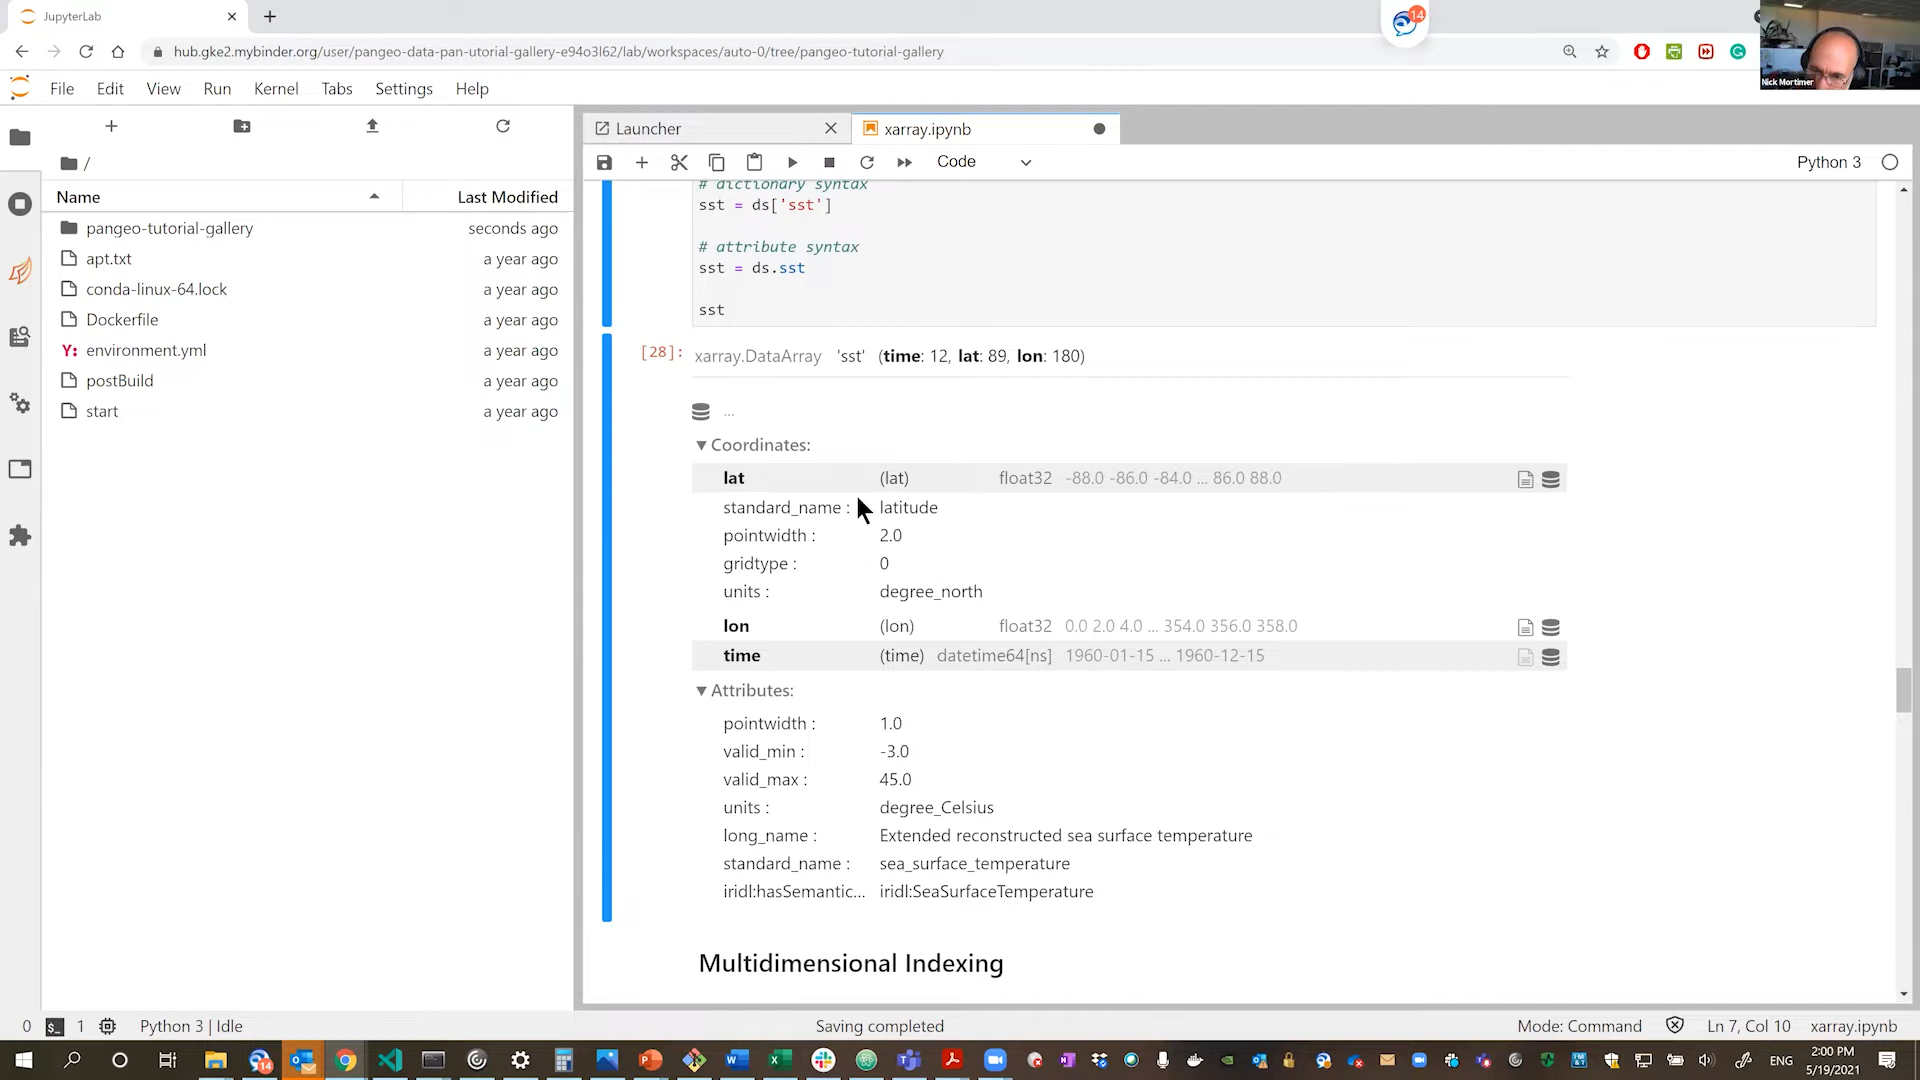 JupyterLab
14
hub.gke2.mybinder.org/user/pangeo-data-pan-utorial-gallery-e94o3l62/lab/workspaces/auto-0/tree/pangeo-tutorial-gallery
Nick Mortimer
File Edit View Run Kernel Tabs Settings Help
Launcher
xarray.ipynb
Code
Python 3
/
Name Last Modified
pangeo-tutorial-gallery seconds ago
apt.txt a year ago
conda-linux-64.lock a year ago
Dockerfile a year ago
Y: environment.yml a year ago
postBuild a year ago
start a year ago
# dictionary syntax
sst = ds['sst']
# attribute syntax
sst = ds.sst
sst
[28]: xarray.DataArray 'sst' (time: 12, lat: 89, lon: 180)
...
▼ Coordinates:
lat (lat) float32 -88.0 -86.0 -84.0 ... 86.0 88.0
standard_name : latitude
pointwidth : 2.0
gridtype : 0
units : degree_north
lon (lon) float32 0.0 2.0 4.0 ... 354.0 356.0 358.0
time (time) datetime64[ns] 1960-01-15 ... 1960-12-15
▼ Attributes:
pointwidth : 1.0
valid_min : -3.0
valid_max : 45.0
units : degree_Celsius
long_name : Extended reconstructed sea surface temperature
standard_name : sea_surface_temperature
iridl:hasSemantic... iridl:SeaSurfaceTemperature
Multidimensional Indexing
0 $_ 1 Python 3 | Idle Saving completed Mode: Command Ln 7, Col 10 xarray.ipynb
14
ENG
2:00 PM
5/19/2021